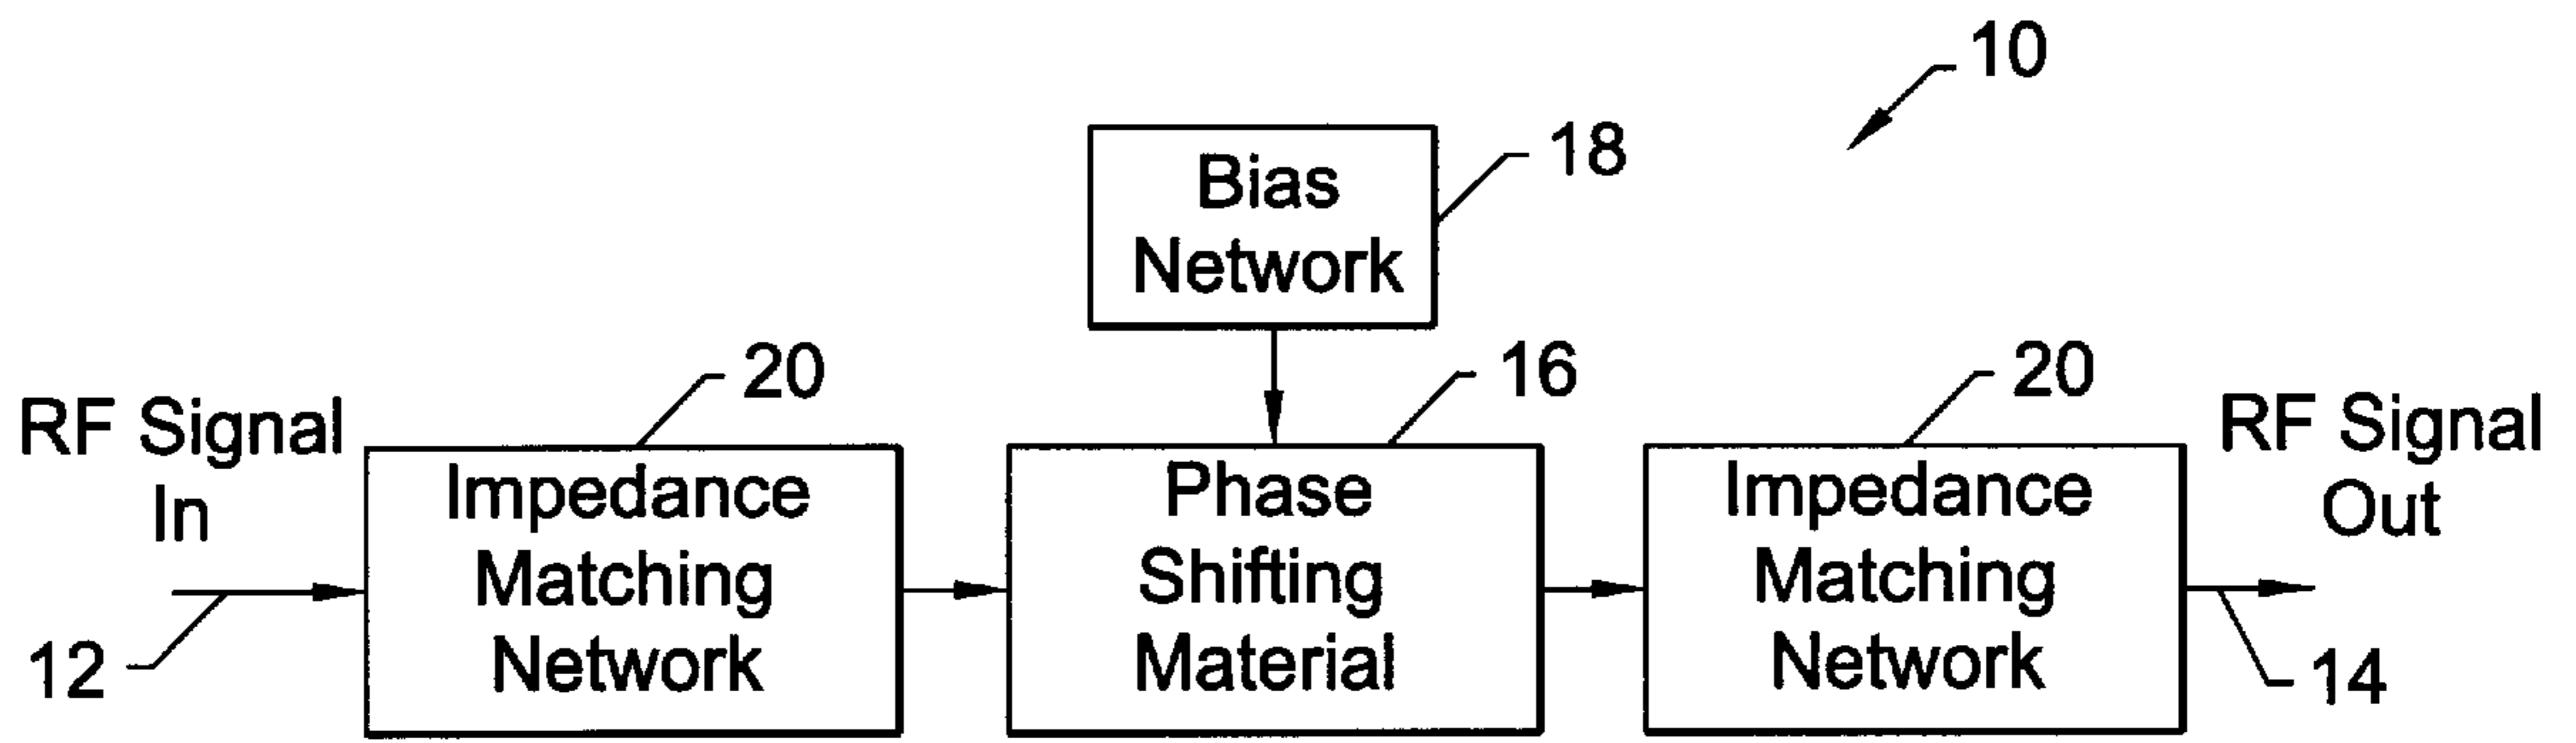 10
Bias
Network
18
RF Signal
In
12
20
Impedance
Matching
Network
16
Phase
Shifting
Material
20
Impedance
Matching
Network
RF Signal
Out
14